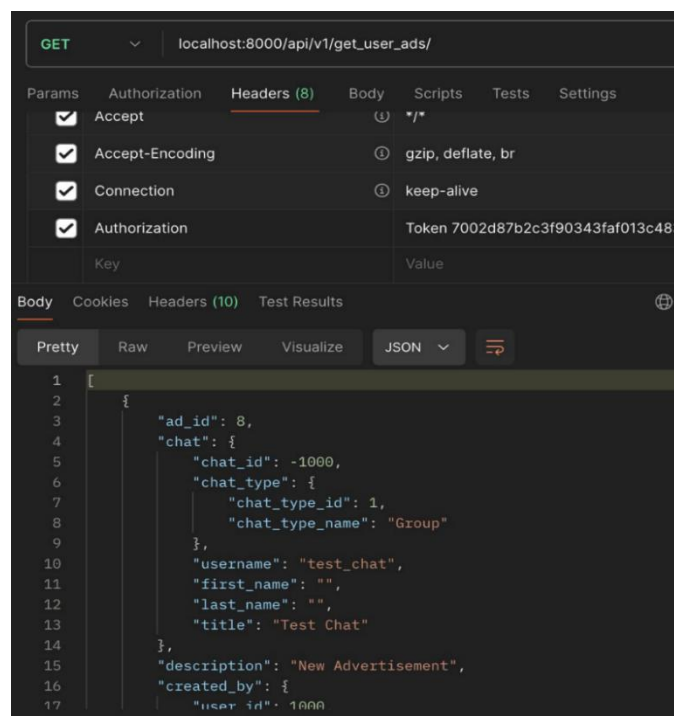 GET localhost:8000/api/v1/get_user_ads/
Params Authorization Headers (8) Body Scripts Tests Settings
Accept */*
Accept-Encoding gzip, deflate, br
Connection keep-alive
Authorization Token 7002d87b2c3f90343faf013c48
Key Value
Body Cookies Headers (10) Test Results
Pretty Raw Preview Visualize JSON
1 [
2 {
3 "ad_id": 8,
4 "chat": {
5 "chat_id": -1000,
6 "chat_type": {
7 "chat_type_id": 1,
8 "chat_type_name": "Group"
9 },
10 "username": "test_chat",
11 "first_name": "",
12 "last_name": "",
13 "title": "Test Chat"
14 },
15 "description": "New Advertisement",
16 "created_by": {
17 "user_id": 1000,